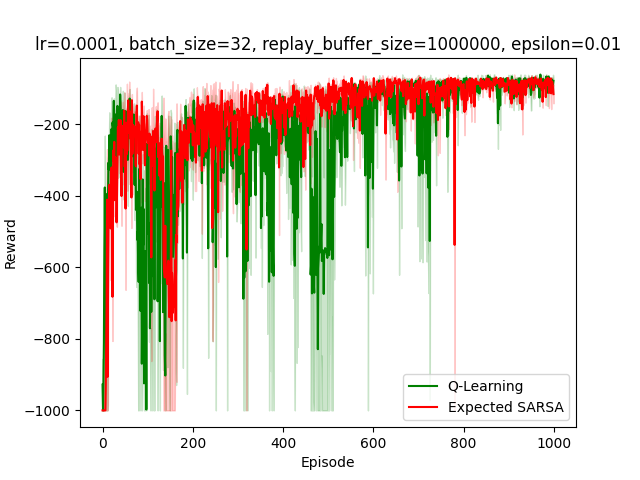 lr=0.0001, batch_size=32, replay_buffer_size=1000000, epsilon=0.01
Reward
−200
−400
−600
−800
−1000
Q-Learning
Expected SARSA
0 200 400 600 800 1000
Episode